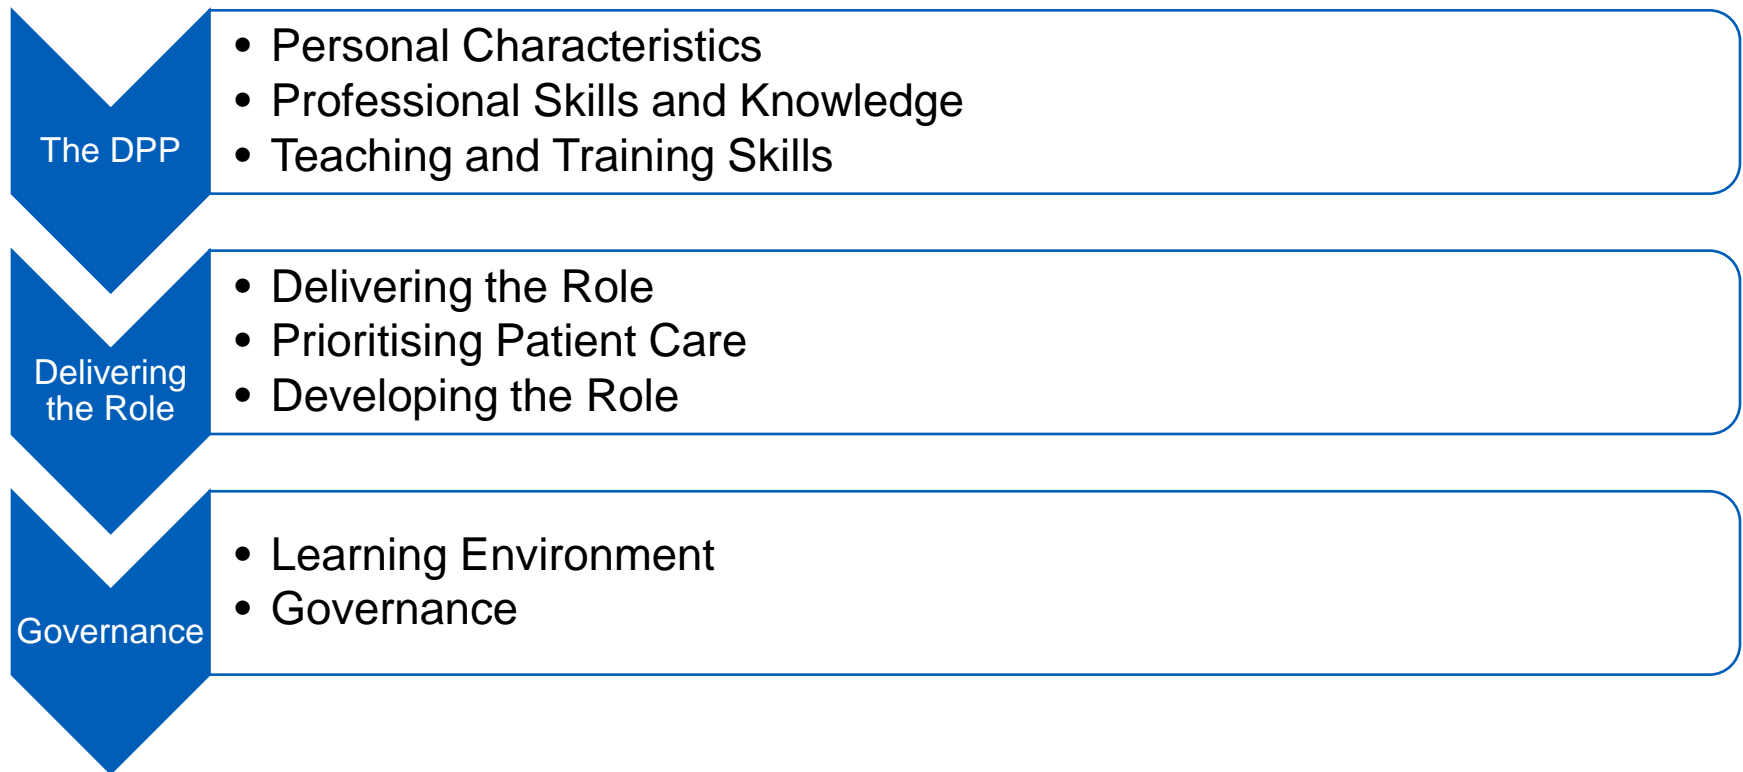 The DPP
• Personal Characteristics
• Professional Skills and Knowledge
• Teaching and Training Skills
Delivering
the Role
• Delivering the Role
• Prioritising Patient Care
• Developing the Role
Governance
• Learning Environment
• Governance